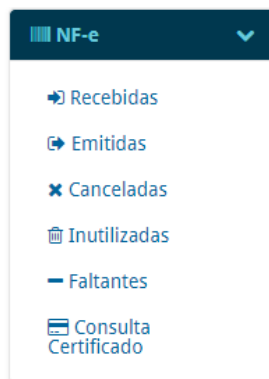 NF-e
Recebidas
Emitidas
Canceladas
Inutilizadas
Faltantes
Consulta
Certificado